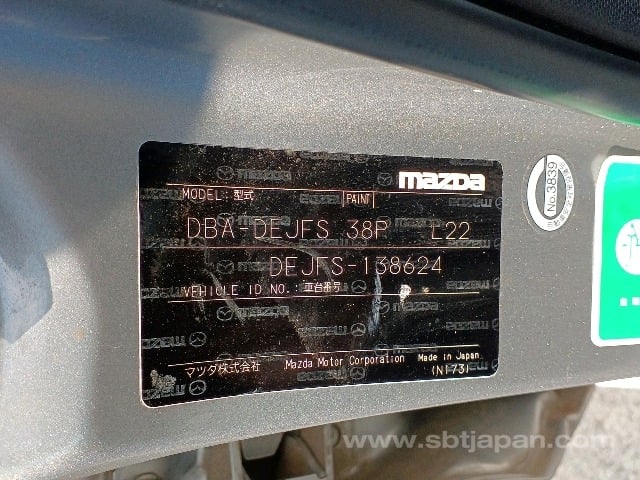 mazda
MODEL: 型式 PAINT
DBA-DEJFS 38P L22
DEJFS-138624
VEHICLE ID NO.: 車台番号
マツダ株式会社 Mazda Motor Corporation Made in Japan
(N173)
No.3839
www.sbtjapan.com